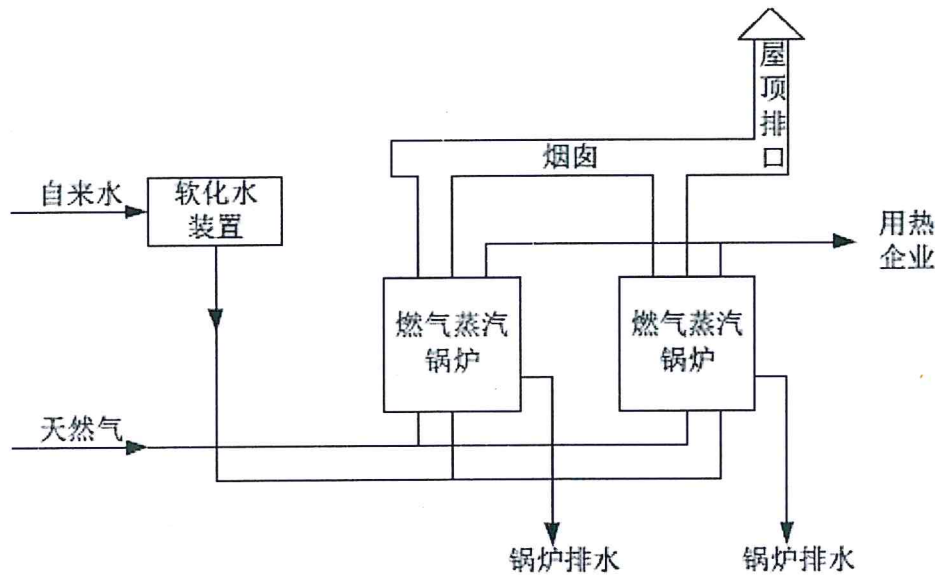 屋顶排口
烟囱
自来水
软化水
装置
用热
企业
燃气蒸汽
锅炉
燃气蒸汽
锅炉
天然气
锅炉排水
锅炉排水